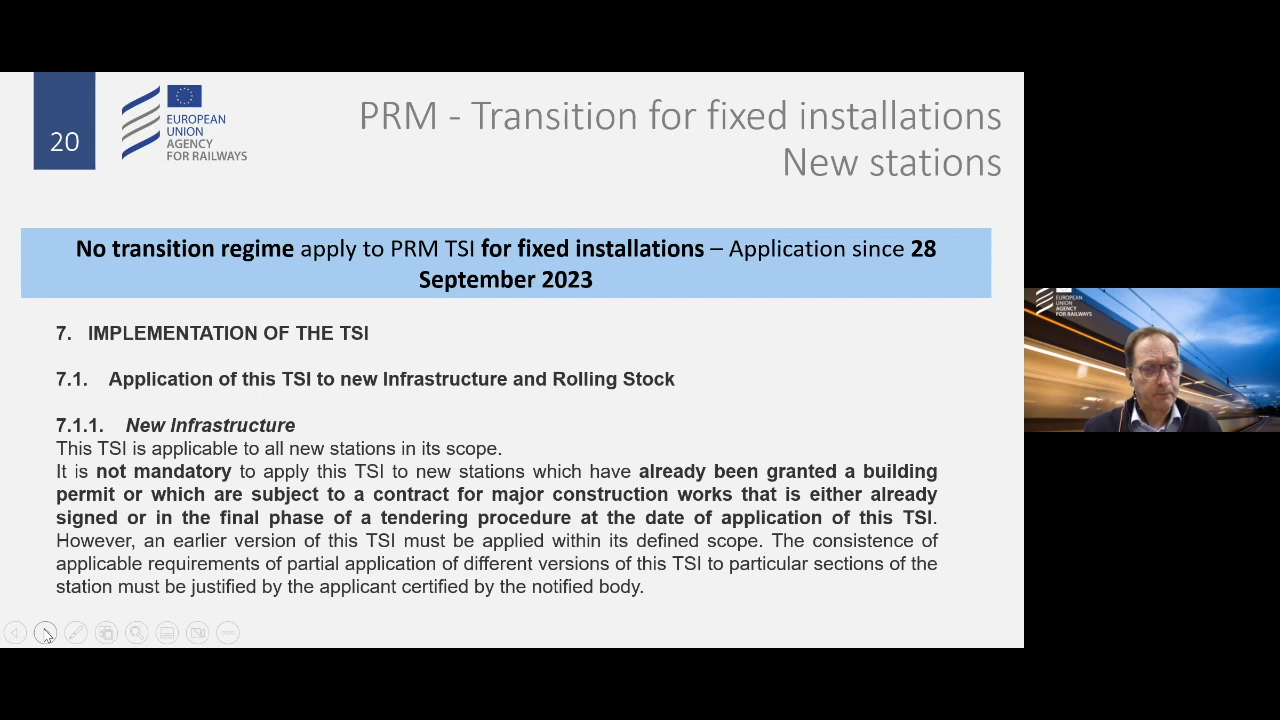 20
EUROPEAN
UNION
AGENCY
FOR RAILWAYS
PRM - Transition for fixed installations
New stations
No transition regime apply to PRM TSI for fixed installations – Application since 28
September 2023
7. IMPLEMENTATION OF THE TSI
7.1. Application of this TSI to new Infrastructure and Rolling Stock
7.1.1. New Infrastructure
This TSI is applicable to all new stations in its scope.
It is not mandatory to apply this TSI to new stations which have already been granted a building
permit or which are subject to a contract for major construction works that is either already
signed or in the final phase of a tendering procedure at the date of application of this TSI.
However, an earlier version of this TSI must be applied within its defined scope. The consistence of
applicable requirements of partial application of different versions of this TSI to particular sections of the
station must be justified by the applicant certified by the notified body.
EUROPEAN
UNION
AGENCY
FOR RAILWAYS